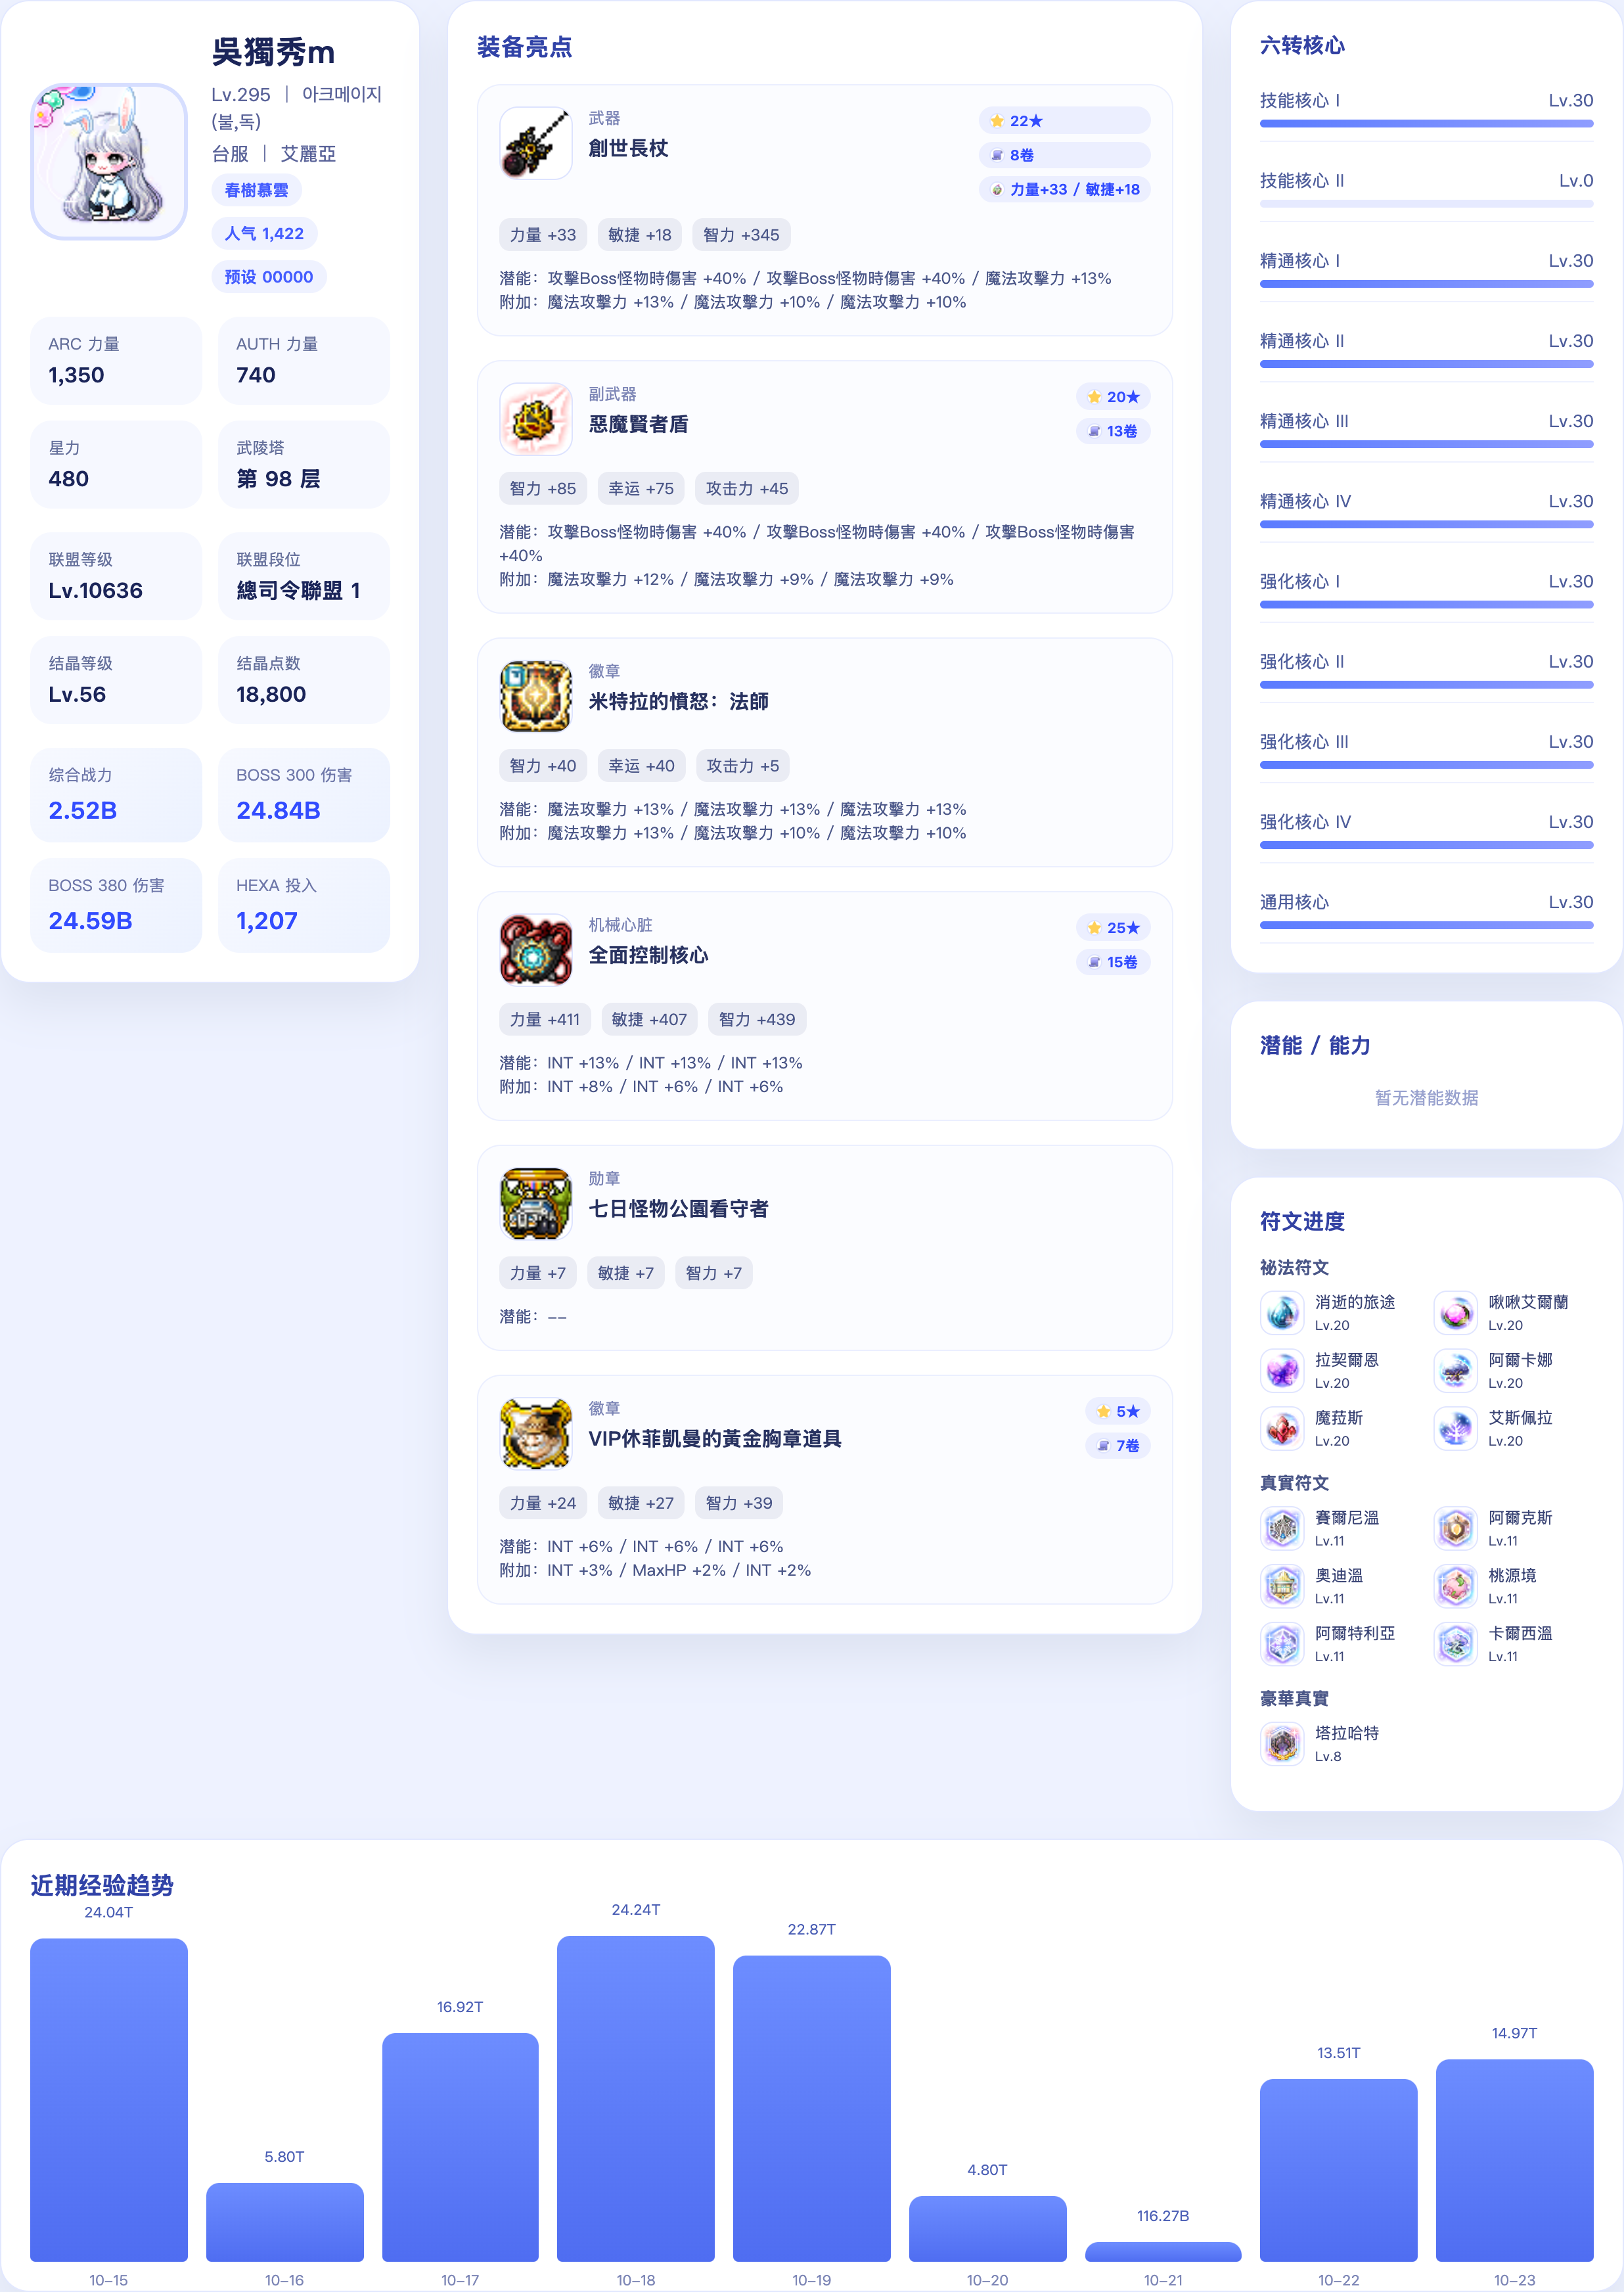 吳獨秀m
Lv.295 ｜ 아크메이지
(불,독)
台服 ｜ 艾麗亞
春樹慕雲
人气 1,422
预设 00000
ARC 力量
1,350
AUTH 力量
740
星力
480
武陵塔
第 98 层
联盟等级
Lv.10636
联盟段位
總司令聯盟 1
结晶等级
Lv.56
结晶点数
18,800
综合战力
2.52B
BOSS 300 伤害
24.84B
BOSS 380 伤害
24.59B
HEXA 投入
1,207
装备亮点
武器
創世長杖
22★
8卷
力量+33 / 敏捷+18
力量 +33
敏捷 +18
智力 +345
潜能：攻擊Boss怪物時傷害 +40% / 攻擊Boss怪物時傷害 +40% / 魔法攻擊力 +13%
附加：魔法攻擊力 +13% / 魔法攻擊力 +10% / 魔法攻擊力 +10%
副武器
惡魔賢者盾
20★
13卷
智力 +85
幸运 +75
攻击力 +45
潜能：攻擊Boss怪物時傷害 +40% / 攻擊Boss怪物時傷害 +40% / 攻擊Boss怪物時傷害
+40%
附加：魔法攻擊力 +12% / 魔法攻擊力 +9% / 魔法攻擊力 +9%
徽章
米特拉的憤怒：法師
智力 +40
幸运 +40
攻击力 +5
潜能：魔法攻擊力 +13% / 魔法攻擊力 +13% / 魔法攻擊力 +13%
附加：魔法攻擊力 +13% / 魔法攻擊力 +10% / 魔法攻擊力 +10%
机械心脏
全面控制核心
25★
15卷
力量 +411
敏捷 +407
智力 +439
潜能：INT +13% / INT +13% / INT +13%
附加：INT +8% / INT +6% / INT +6%
勋章
七日怪物公園看守者
力量 +7
敏捷 +7
智力 +7
潜能：--
徽章
VIP休菲凱曼的黃金胸章道具
5★
7卷
力量 +24
敏捷 +27
智力 +39
潜能：INT +6% / INT +6% / INT +6%
附加：INT +3% / MaxHP +2% / INT +2%
六转核心
技能核心 I
Lv.30
技能核心 II
Lv.0
精通核心 I
Lv.30
精通核心 II
Lv.30
精通核心 III
Lv.30
精通核心 IV
Lv.30
强化核心 I
Lv.30
强化核心 II
Lv.30
强化核心 III
Lv.30
强化核心 IV
Lv.30
通用核心
Lv.30
潜能 / 能力
暂无潜能数据
符文进度
祕法符文
消逝的旅途
Lv.20
啾啾艾爾蘭
Lv.20
拉契爾恩
Lv.20
阿爾卡娜
Lv.20
魔菈斯
Lv.20
艾斯佩拉
Lv.20
真實符文
賽爾尼溫
Lv.11
阿爾克斯
Lv.11
奧迪溫
Lv.11
桃源境
Lv.11
阿爾特利亞
Lv.11
卡爾西溫
Lv.11
豪華真實
塔拉哈特
Lv.8
近期经验趋势
24.04T
5.80T
16.92T
24.24T
22.87T
4.80T
116.27B
13.51T
14.97T
10-15
10-16
10-17
10-18
10-19
10-20
10-21
10-22
10-23